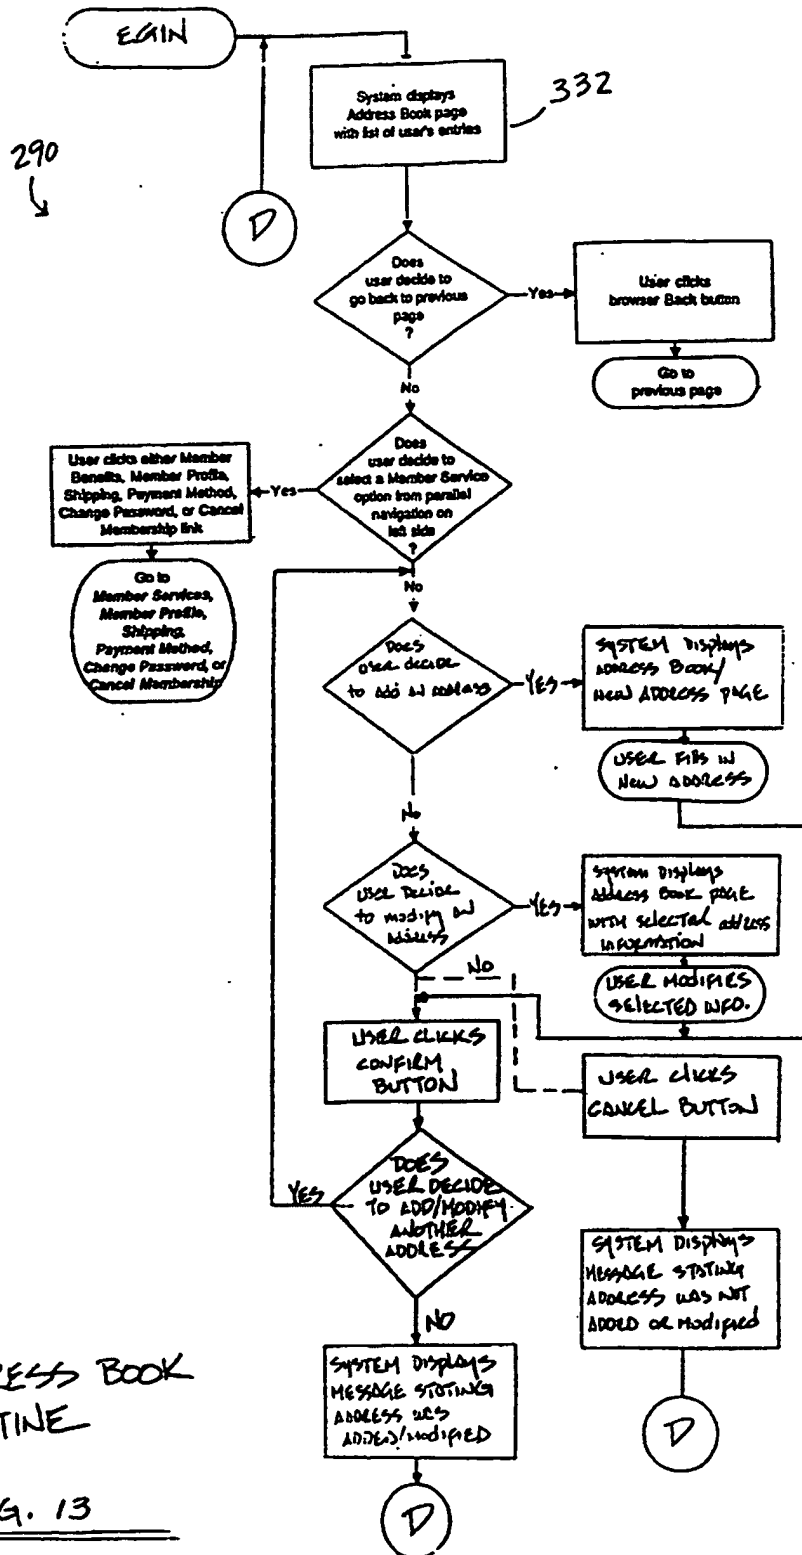 EGIN
System displays
Address Book page
with list of user's entries
332
290
D
Does
user decide to
go back to previous
page
?
Yes
User clicks
browser Back button
Go to
previous page
No
Does
user decide to
select a Member Service
option from parallel
navigation on
left side
?
Yes
User clicks either Member
Benefits, Member Profile,
Shipping, Payment Method,
Change Password, or Cancel
Membership link
Go to
Member Services,
Member Profile,
Shipping,
Payment Method,
Change Password, or
Cancel Membership
No
DOES
USER DECIDE
to ADD AN ADDRESS
YES
SYSTEM DISPLAYS
ADDRESS BOOK/
NEW ADDRESS PAGE
USER FILLS IN
NEW ADDRESS
No
DOES
USER DECIDE
to modify AN
ADDRESS
YES
SYSTEM DISPLAYS
ADDRESS BOOK PAGE
WITH SELECTED ADDRESS
INFORMATION
USER MODIFIES
SELECTED INFO.
NO
USER CLICKS
CONFIRM
BUTTON
USER CLICKS
CANCEL BUTTON
DOES
USER DECIDE
TO ADD/MODIFY
ANOTHER
ADDRESS
YES
NO
SYSTEM DISPLAYS
MESSAGE STATING
ADDRESS WAS NOT
ADDED OR MODIFIED
D
SYSTEM DISPLAYS
MESSAGE STATING
ADDRESS WAS
ADDED/MODIFIED
D
RESS BOOK
TINE
G. 13